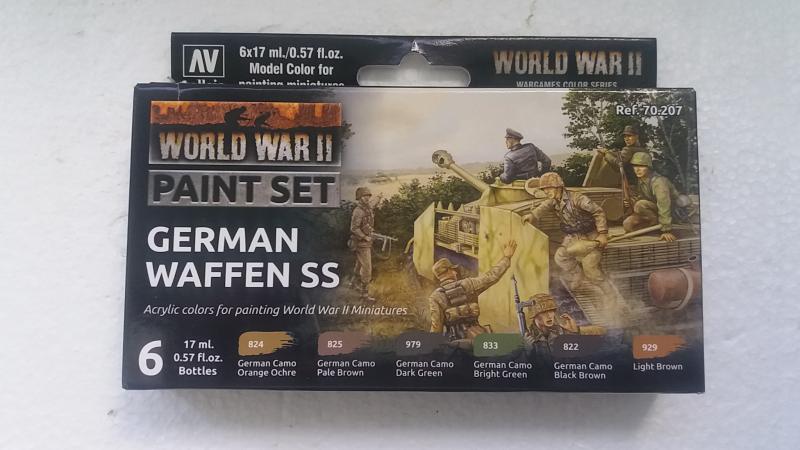 AV
6x17 ml./0.57 fl.oz.
Model Color for
painting miniatures
WORLD WAR II
WARGAMES COLOR SERIES
Ref. 70.207
WORLD WAR II
PAINT SET
GERMAN
WAFFEN SS
Acrylic colors for painting World War II Miniatures
6
17 ml.
0.57 fl.oz.
Bottles
824
German Camo
Orange Ochre
825
German Camo
Pale Brown
979
German Camo
Dark Green
833
German Camo
Bright Green
822
German Camo
Black Brown
929
Light Brown